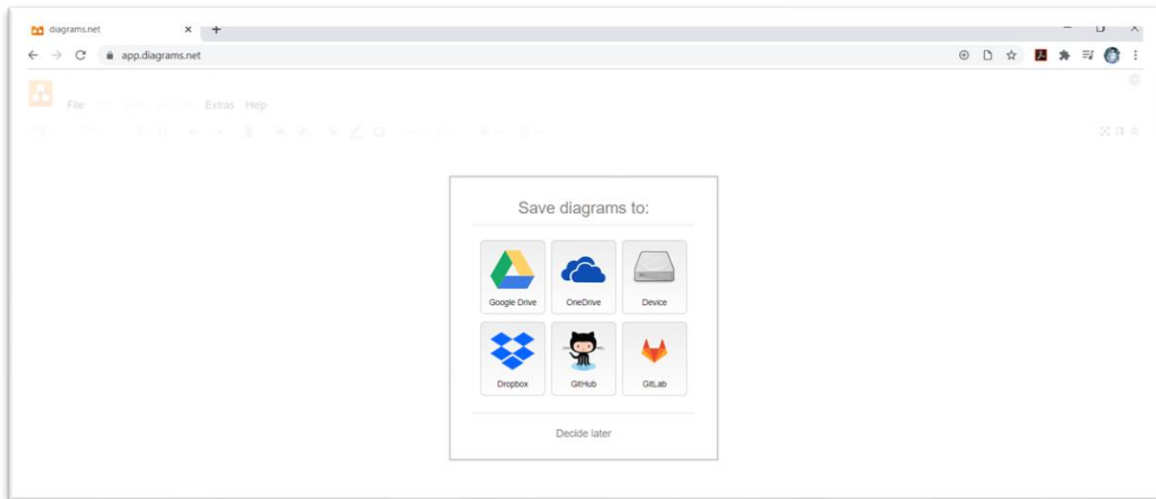 diagrams.net
app.diagrams.net
File Extras Help
Save diagrams to:
Google Drive OneDrive Device
Dropbox GitHub GitLab
Decide later